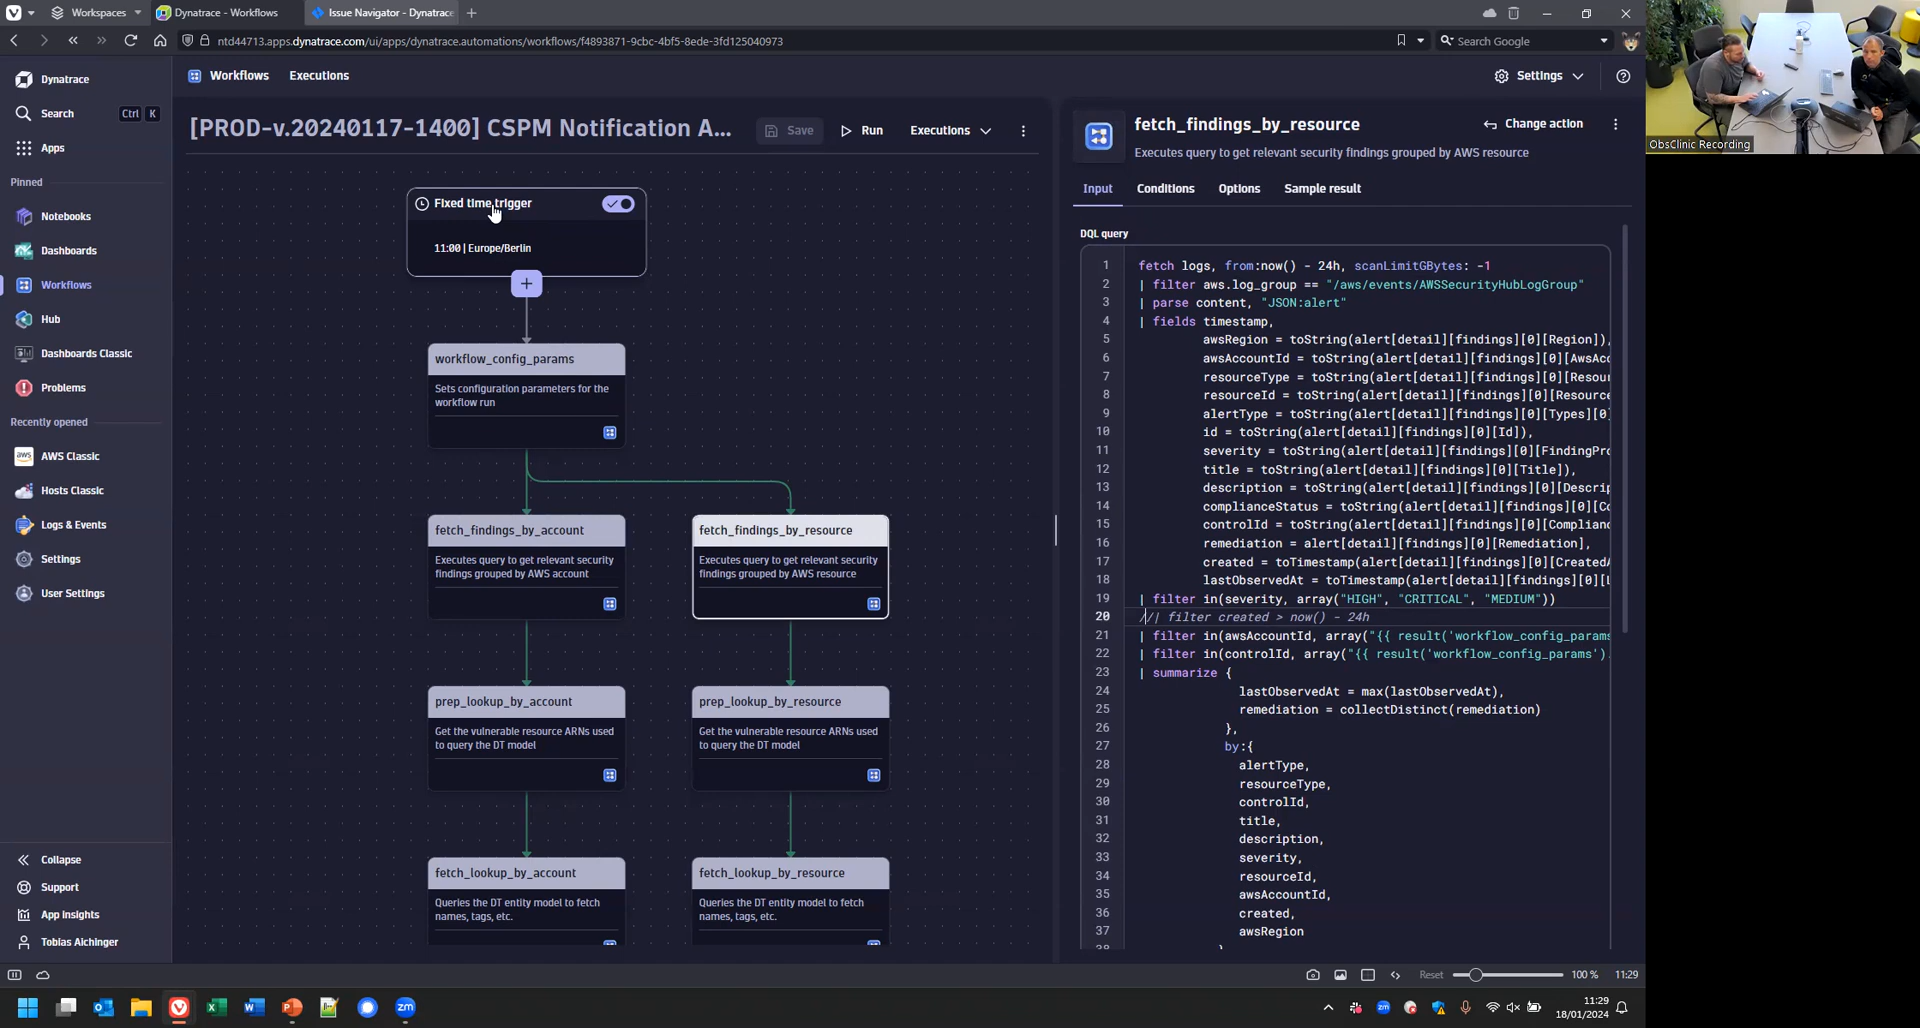 Workspaces
Dynatrace - Workflows
Issue Navigator - Dynatrace
ntd44713.apps.dynatrace.com/ui/apps/dynatrace.automations/workflows/f4893871-9cbc-4bf5-8ede-3fd125040973
Search Google
ObsClinic Recording
Dynatrace
Search
Ctrl K
Apps
Pinned
Notebooks
Dashboards
Workflows
Hub
Dashboards Classic
Problems
Recently opened
aws AWS Classic
Hosts Classic
Logs & Events
Settings
User Settings
Collapse
Support
App Insights
Tobias Aichinger
Workflows
Executions
Settings
[PROD-v.20240117-1400] CSPM Notification A...
Save
Run
Executions
Fixed time trigger
11:00 | Europe/Berlin
workflow_config_params
Sets configuration parameters for the
workflow run
fetch_findings_by_account
Executes query to get relevant security
findings grouped by AWS account
fetch_findings_by_resource
Executes query to get relevant security
findings grouped by AWS resource
prep_lookup_by_account
Get the vulnerable resource ARNs used
to query the DT model
prep_lookup_by_resource
Get the vulnerable resource ARNs used
to query the DT model
fetch_lookup_by_account
Queries the DT entity model to fetch
names, tags, etc.
fetch_lookup_by_resource
Queries the DT entity model to fetch
names, tags, etc.
fetch_findings_by_resource
Change action
Executes query to get relevant security findings grouped by AWS resource
Input
Conditions
Options
Sample result
DQL query
1 fetch logs, from:now() - 24h, scanLimitGBytes: -1
2 | filter aws.log_group == "/aws/events/AWSSecurityHubLogGroup"
3 | parse content, "JSON:alert"
4 | fields timestamp,
5 awsRegion = toString(alert[detail][findings][0][Region]),
6 awsAccountId = toString(alert[detail][findings][0][AwsAcc
7 resourceType = toString(alert[detail][findings][0][Resour
8 resourceId = toString(alert[detail][findings][0][Resource
9 alertType = toString(alert[detail][findings][0][Types][0]
10 id = toString(alert[detail][findings][0][Id]),
11 severity = toString(alert[detail][findings][0][FindingPro
12 title = toString(alert[detail][findings][0][Title]),
13 description = toString(alert[detail][findings][0][Descrip
14 complianceStatus = toString(alert[detail][findings][0][Co
15 controlId = toString(alert[detail][findings][0][Complianc
16 remediation = alert[detail][findings][0][Remediation],
17 created = toTimestamp(alert[detail][findings][0][CreatedA
18 lastObservedAt = toTimestamp(alert[detail][findings][0][L
19 | filter in(severity, array("HIGH", "CRITICAL", "MEDIUM"))
20 //| filter created > now() - 24h
21 | filter in(awsAccountId, array("{{ result('workflow_config_params
22 | filter in(controlId, array("{{ result('workflow_config_params').
23 | summarize {
24 lastObservedAt = max(lastObservedAt),
25 remediation = collectDistinct(remediation)
26 },
27 by:{
28 alertType,
29 resourceType,
30 controlId,
31 title,
32 description,
33 severity,
34 resourceId,
35 awsAccountId,
36 created,
37 awsRegion
38 }
Reset
100 %
11:29
11:29
18/01/2024